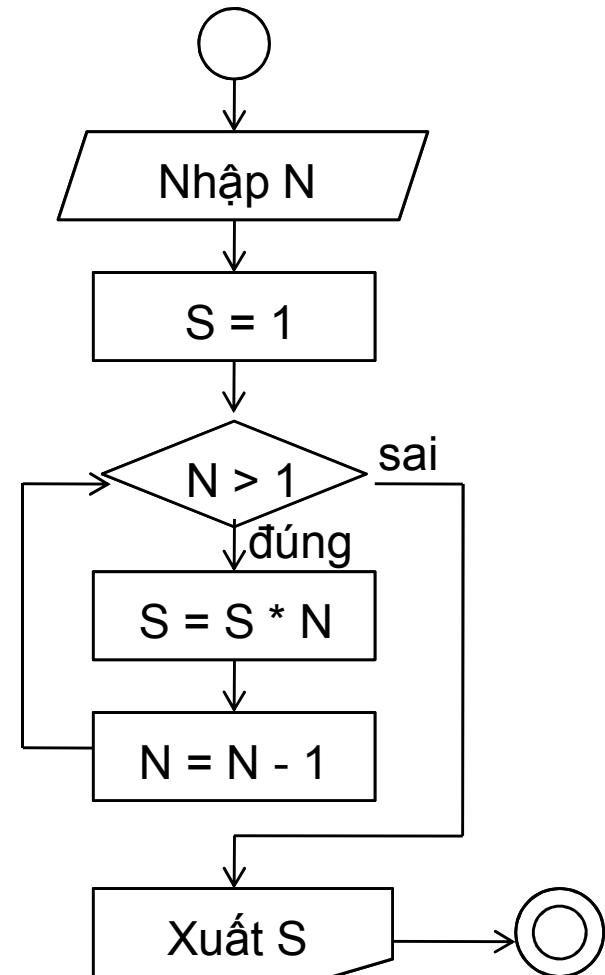 Nhập N
S = 1
N > 1
sai
đúng
S = S * N
N = N - 1
Xuất S